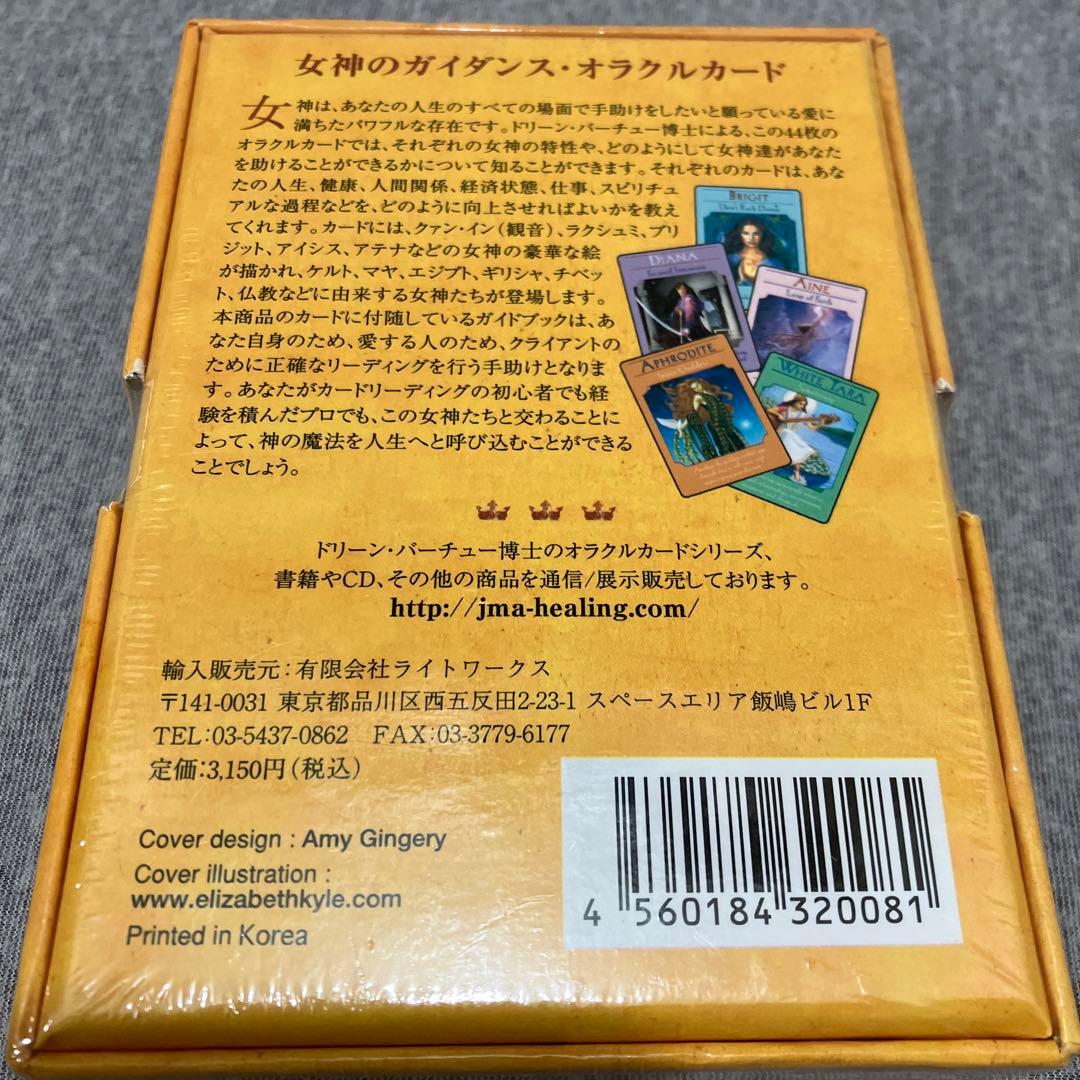 女神のガイダンス・オラクルカード
女神は、あなたの人生のすべての場面で手助けをしたいと願っている愛に
満ちたパワフルな存在です。ドリーン・バーチュー博士による、この44枚の
オラクルカードでは、それぞれの女神の特性や、どのようにして女神達があなた
を助けることができるかについて知ることができます。それぞれのカードは、あな
たの人生、健康、人間関係、経済状態、仕事、スピリチュ
アルな過程などを、どのように向上させればよいかを教え
てくれます。カードには、クァン・イン（観音）、ラクシュミ、ブリ
ジット、アイシス、アテナなどの女神の豪華な絵
が描かれ、ケルト、マヤ、エジプト、ギリシャ、チベッ
ト、仏教などに由来する女神たちが登場します。
本商品のカードに付随しているガイドブックは、あ
なた自身のため、愛する人のため、クライアントの
ために正確なリーディングを行う手助けとなりま
す。あなたがカードリーディングの初心者でも経
験を積んだプロでも、この女神たちと交わることに
よって、神の魔法を人生へと呼び込むことができる
ことでしょう。
BRIGIT
Don't Back Down
DIANA
Focused Intention
AINE
Leap of Faith
APHRODITE
WHITE TARA
ドリーン・バーチュー博士のオラクルカードシリーズ、
書籍やCD、その他の商品を通信/展示販売しております。
http://jma-healing.com/
輸入販売元：有限会社ライトワークス
〒141-0031 東京都品川区西五反田2-23-1 スペースエリア飯嶋ビル1F
TEL:03-5437-0862 FAX:03-3779-6177
定価:3,150円（税込）
Cover design : Amy Gingery
Cover illustration :
www.elizabethkyle.com
Printed in Korea
4 560184 320081